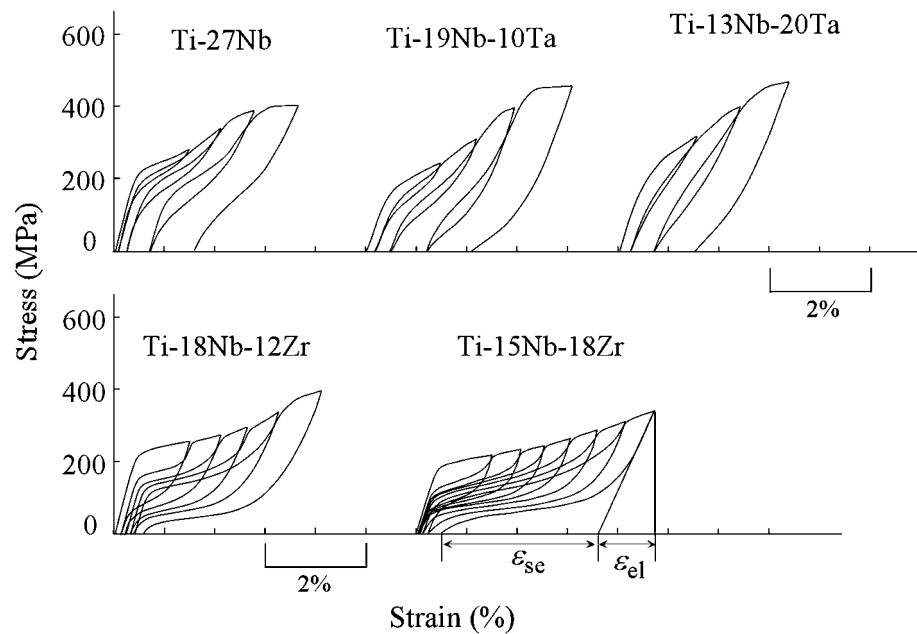 Stress (MPa)
600
400
200
0
Ti-27Nb
Ti-19Nb-10Ta
Ti-13Nb-20Ta
2%
600
400
200
0
Ti-18Nb-12Zr
Ti-15Nb-18Zr
2%
εse
εel
Strain (%)